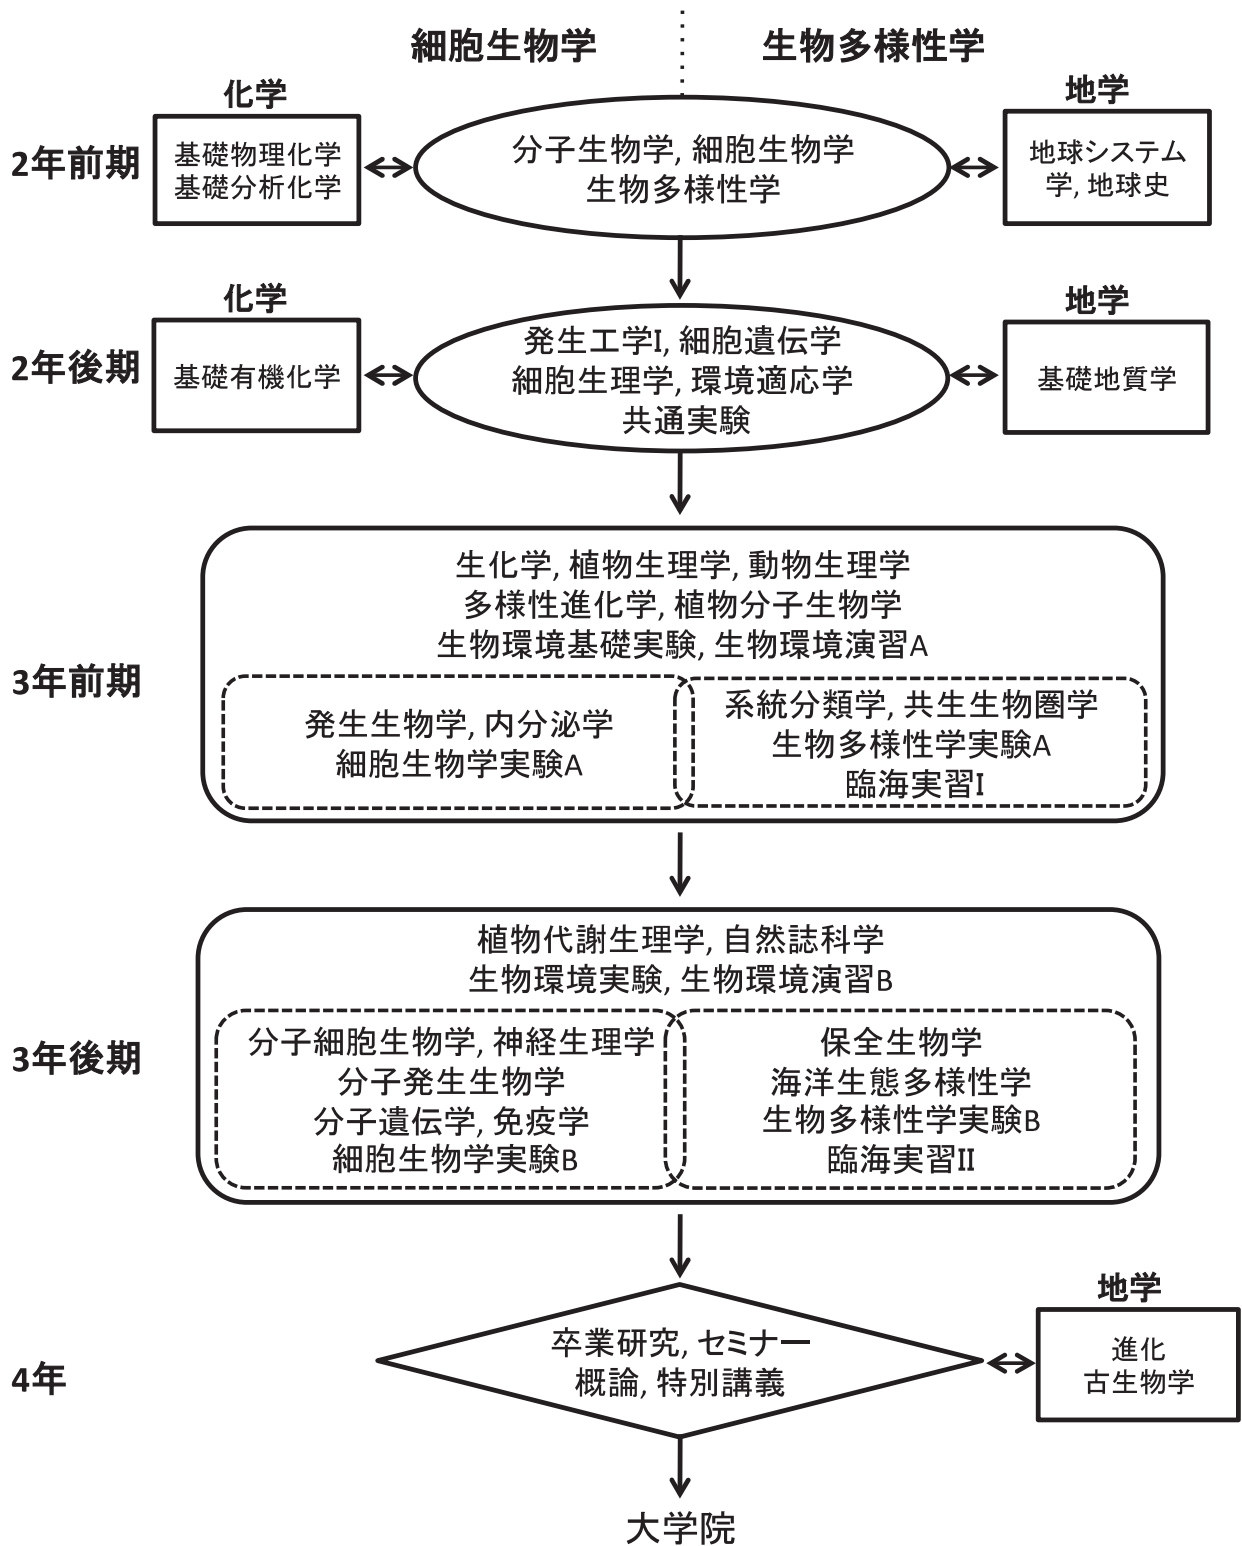 細胞生物学
生物多様性学
2年前期
化学
基礎物理化学
基礎分析化学
分子生物学, 細胞生物学
生物多様性学
地学
地球システム
学, 地球史
2年後期
化学
基礎有機化学
発生工学I, 細胞遺伝学
細胞生理学, 環境適応学
共通実験
地学
基礎地質学
3年前期
生化学, 植物生理学, 動物生理学
多様性進化学, 植物分子生物学
生物環境基礎実験, 生物環境演習A
発生生物学, 内分泌学
細胞生物学実験A
系統分類学, 共生生物圏学
生物多様性学実験A
臨海実習I
3年後期
植物代謝生理学, 自然誌科学
生物環境実験, 生物環境演習B
分子細胞生物学, 神経生理学
分子発生生物学
分子遺伝学, 免疫学
細胞生物学実験B
保全生物学
海洋生態多様性学
生物多様性学実験B
臨海実習II
4年
卒業研究, セミナー
概論, 特別講義
地学
進化
古生物学
大学院